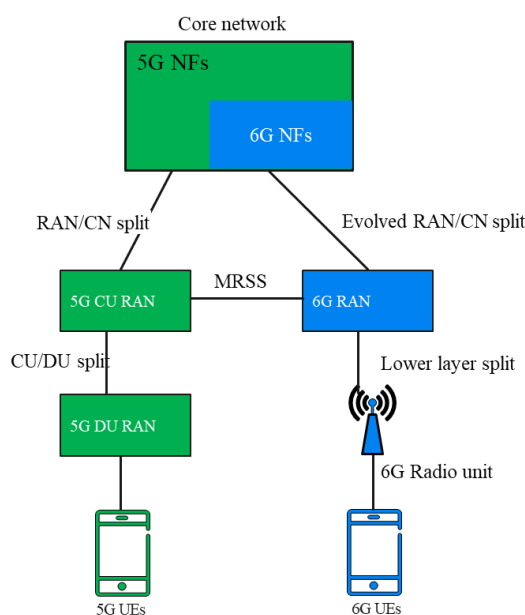 Core network
5G NFs
6G NFs
RAN/CN split
Evolved RAN/CN split
MRSS
5G CU RAN
6G RAN
CU/DU split
Lower layer split
5G DU RAN
6G Radio unit
5G UEs
6G UEs